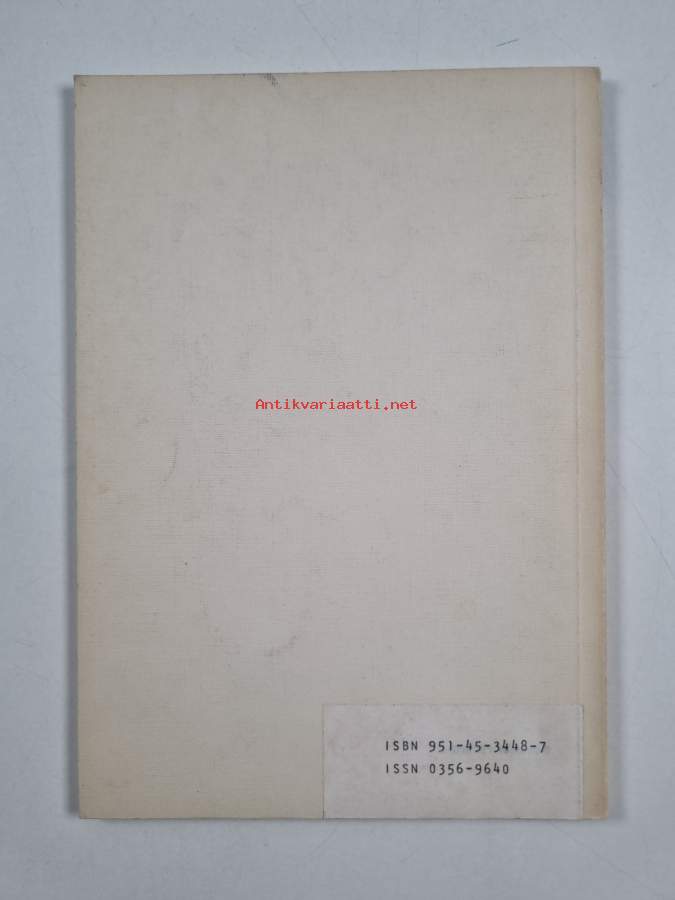 Antikvariaatti.net
ISBN 951-45-3448-7
ISSN 0356-9640